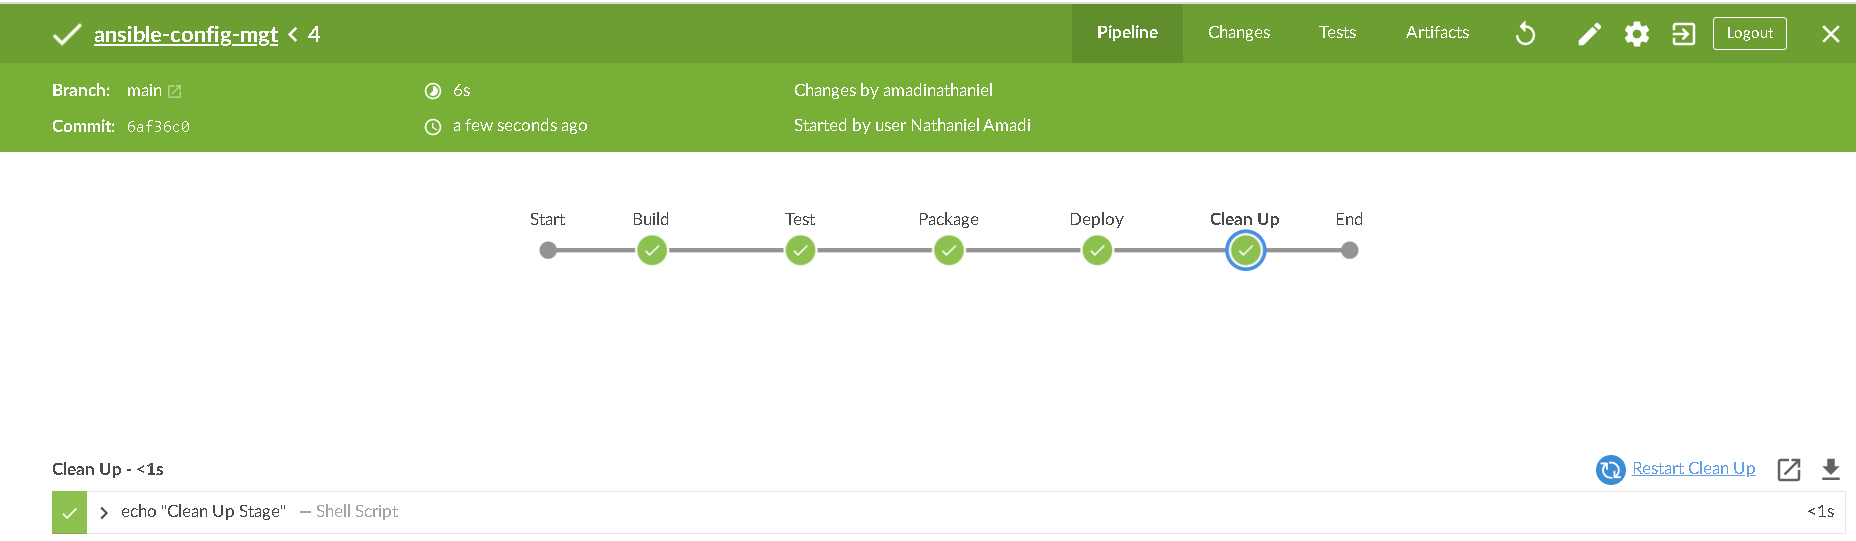 ansible-config-mgt < 4
Pipeline Changes Tests Artifacts Logout
Branch: main 6s Changes by amadinathaniel
Commit: 6af36c0 a few seconds ago Started by user Nathaniel Amadi
Start Build Test Package Deploy Clean Up End
Clean Up - <1s Restart Clean Up
echo "Clean Up Stage" — Shell Script <1s